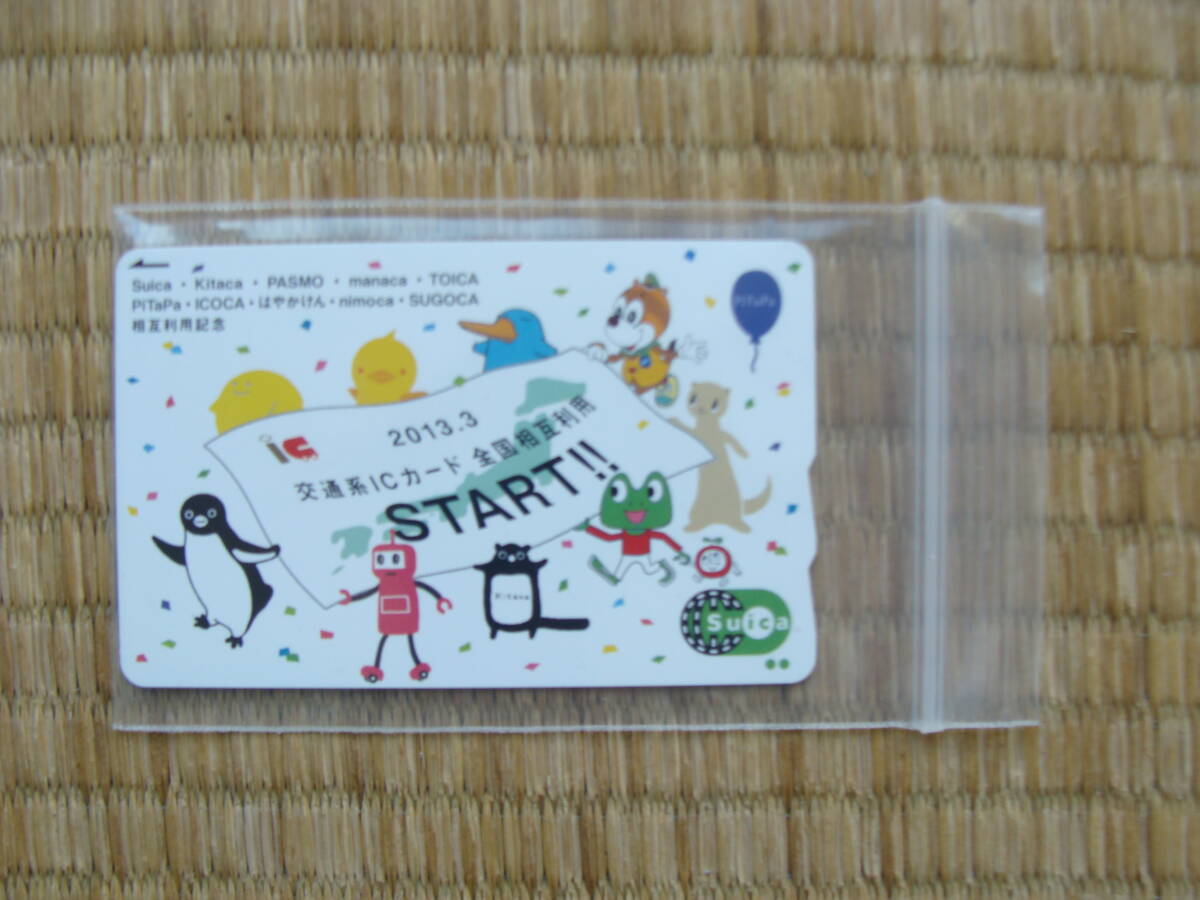 Suica・Kitaca・PASMO・manaca・TOICA
PiTaPa・ICOCA・はやかけん・nimoca・SUGOCA
相互利用記念
PiTaPa
IC
2013.3
交通系ICカード 全国相互利用
START!!
Kitaca
Suica